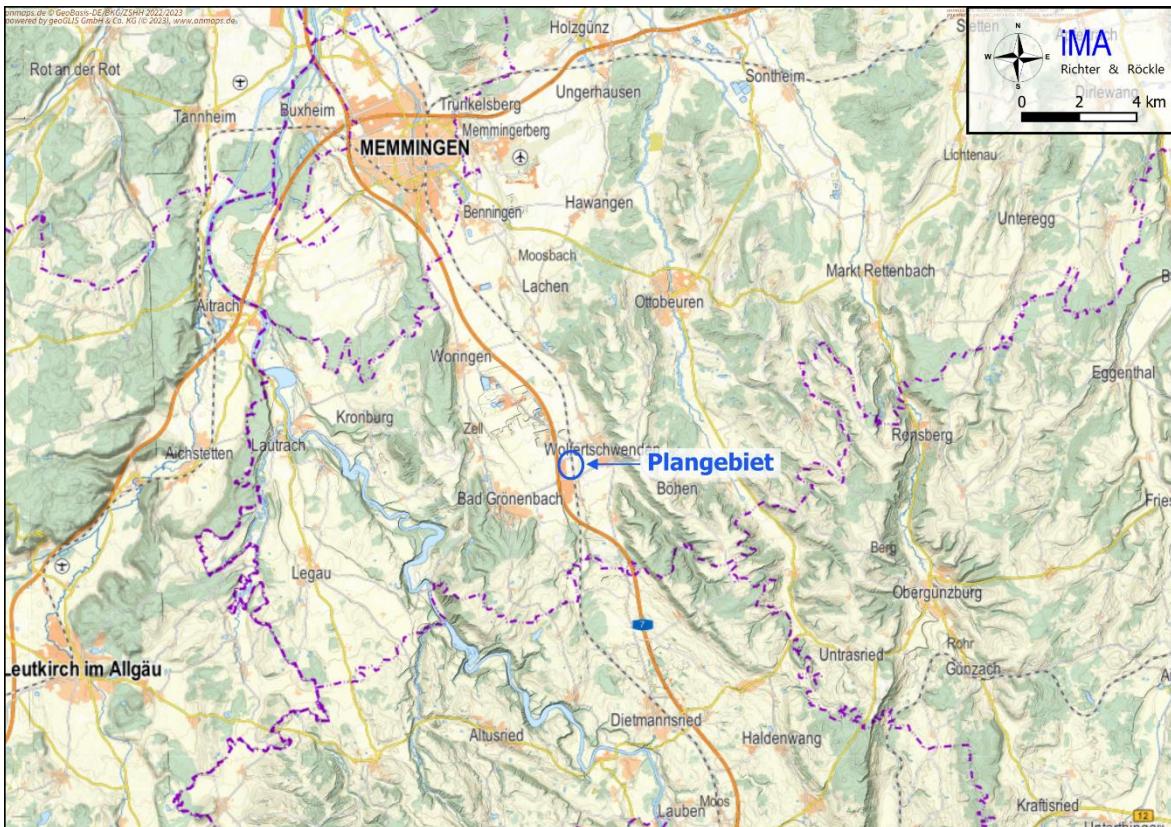 onmaps.de © GeoBasis-DE/BKG/ZSHH 2022/2023
powered by geoGLIS GmbH & Co. KG (© 2023), www.onmaps.de
N
W
E
S
iMA
Richter & Röckle
0 2 4 km
Holzgünz
Stetten
Rot an der Rot
Sontheim
Ungerhausen
Dirlewang
Tannheim
Buxheim
Trunkelsberg
Memmingerberg
MEMMINGEN
Lichtenau
Benningen
Hawangen
Unteregg
Moosbach
Lachen
Markt Rettenbach
Ottobeuren
Aitrach
Woringen
Eggenthal
Kronburg
Zell
Ronsberg
Lautrach
Aichstetten
Wolfertschwenden
Plangebiet
Böhen
Bad Grönenbach
Fries
Berg
Legau
Obergünzburg
7
Rohr
Untrasried
Günzach
Leutkirch im Allgäu
Dietmannsried
Altusried
Haldenwang
Moos
Lauben
Kraftisried
12
Unterthingau